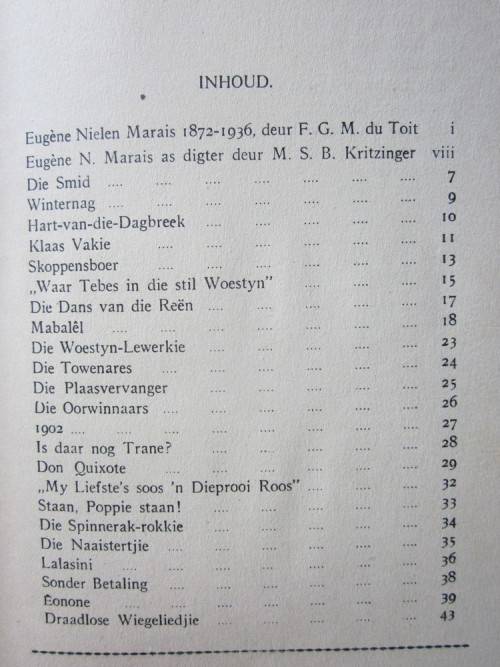 INHOUD.
Eugène Nielen Marais 1872-1936, deur F. G. M. du Toit i
Eugène N. Marais as digter deur M. S. B. Kritzinger viii
Die Smid .... .... .... .... .... .... .... 7
Winternag .... .... .... .... .... .... .... 9
Hart-van-die-Dagbreek .... .... .... .... .... 10
Klaas Vakie .... .... .... .... .... .... 11
Skoppensboer .... .... .... .... .... .... 13
„Waar Tebes in die stil Woestyn” .... .... .... .... 15
Die Dans van die Reën .... .... .... .... .... 17
Mabalêl .... .... .... .... .... .... .... 18
Die Woestyn-Lewerkie .... .... .... .... .... 23
Die Towenares .... .... .... .... .... .... 24
Die Plaasvervanger .... .... .... .... .... 25
Die Oorwinnaars .... .... .... .... .... .... 26
1902 .... .... .... .... .... .... .... .... 27
Is daar nog Trane? .... .... .... .... .... 28
Don Quixote .... .... .... .... .... .... 29
„My Liefste's soos 'n Dieprooi Roos” .... .... .... 32
Staan, Poppie staan! .... .... .... .... .... 33
Die Spinnerak-rokkie .... .... .... .... .... 34
Die Naaistertjie .... .... .... .... .... .... 35
Lalasini .... .... .... .... .... .... .... 36
Sonder Betaling .... .... .... .... .... .... 38
Eonone .... .... .... .... .... .... .... 39
Draadlose Wiegeliedjie .... .... .... .... .... 43